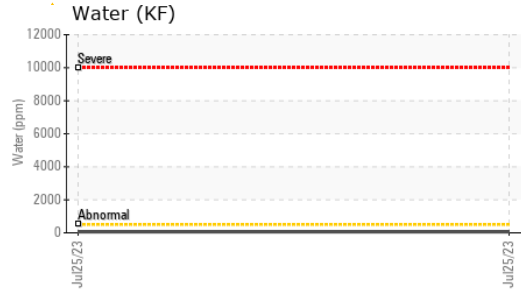 Water (KF)
12000
Severe
10000
8000
6000
Water (ppm)
4000
2000
Abnormal
0
Jul25/23
Jul25/23